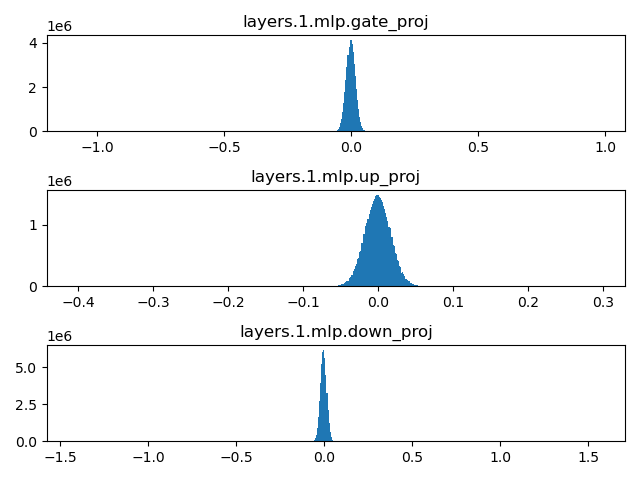 layers.1.mlp.gate_proj
1e6
4
2
0
−1.0 −0.5 0.0 0.5 1.0
layers.1.mlp.up_proj
1e6
1
0
−0.4 −0.3 −0.2 −0.1 0.0 0.1 0.2 0.3
layers.1.mlp.down_proj
1e6
5.0
2.5
0.0
−1.5 −1.0 −0.5 0.0 0.5 1.0 1.5